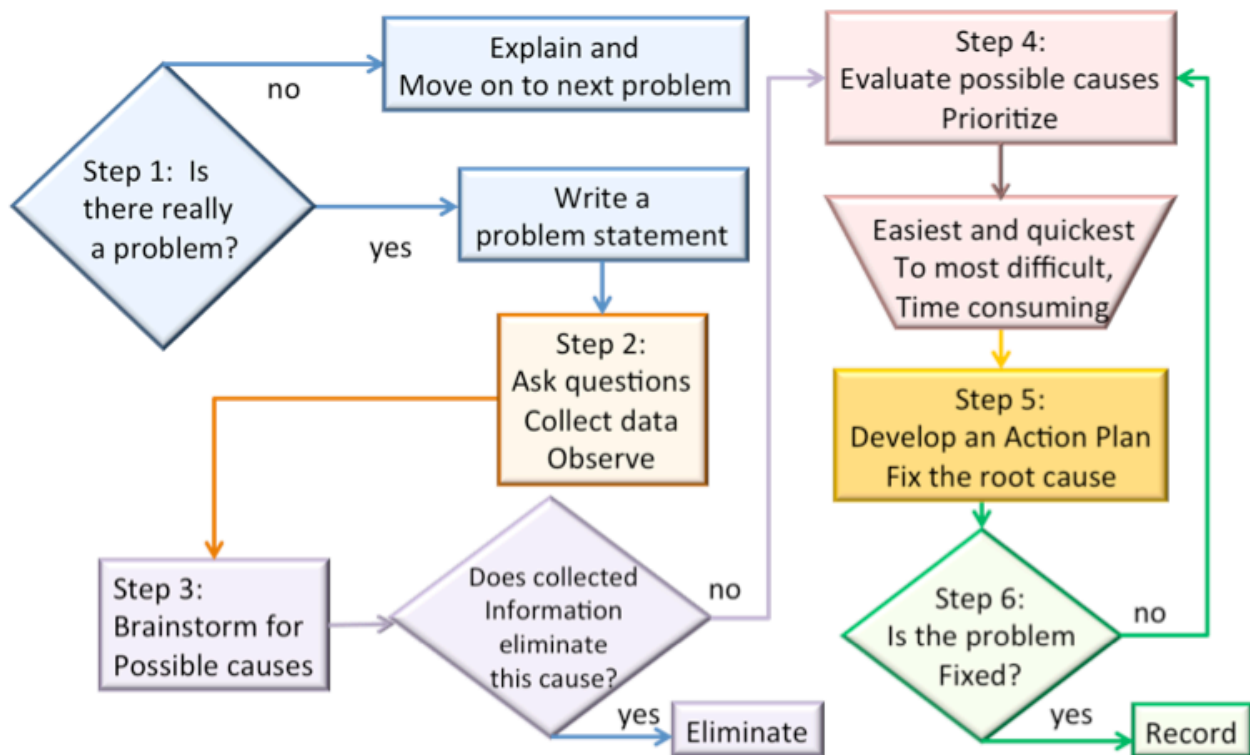 Step 1: Is
there really
a problem?
no
Explain and
Move on to next problem
yes
Write a
problem statement
Step 2:
Ask questions
Collect data
Observe
Step 3:
Brainstorm for
Possible causes
Does collected
Information
eliminate
this cause?
yes
Eliminate
no
Step 4:
Evaluate possible causes
Prioritize
Easiest and quickest
To most difficult,
Time consuming
Step 5:
Develop an Action Plan
Fix the root cause
Step 6:
Is the problem
Fixed?
no
yes
Record